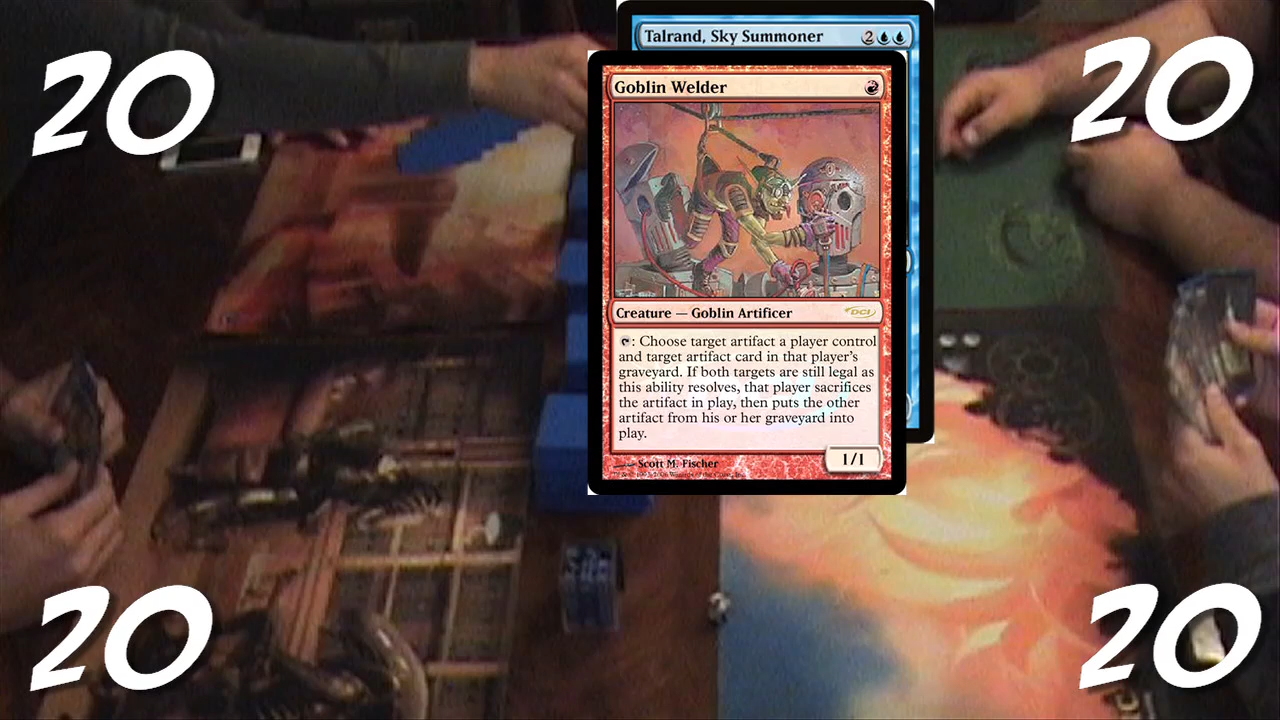 20
20
Talrand, Sky Summoner 2
Goblin Welder
Creature — Goblin Artificer
DCI
: Choose target artifact a player control
and target artifact card in that player's
graveyard. If both targets are still legal as
this ability resolves, that player sacrifices
the artifact in play, then puts the other
artifact from his or her graveyard into
play.
1/1
Scott M. Fischer
20
20